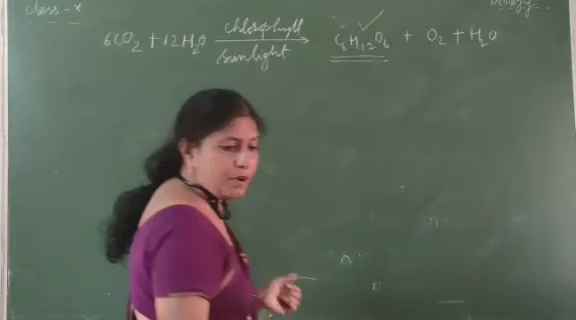 class-x
Biology
6CO₂ + 12H₂O chlorophyll → C₆H₁₂O₆ + O₂ + H₂O
sunlight